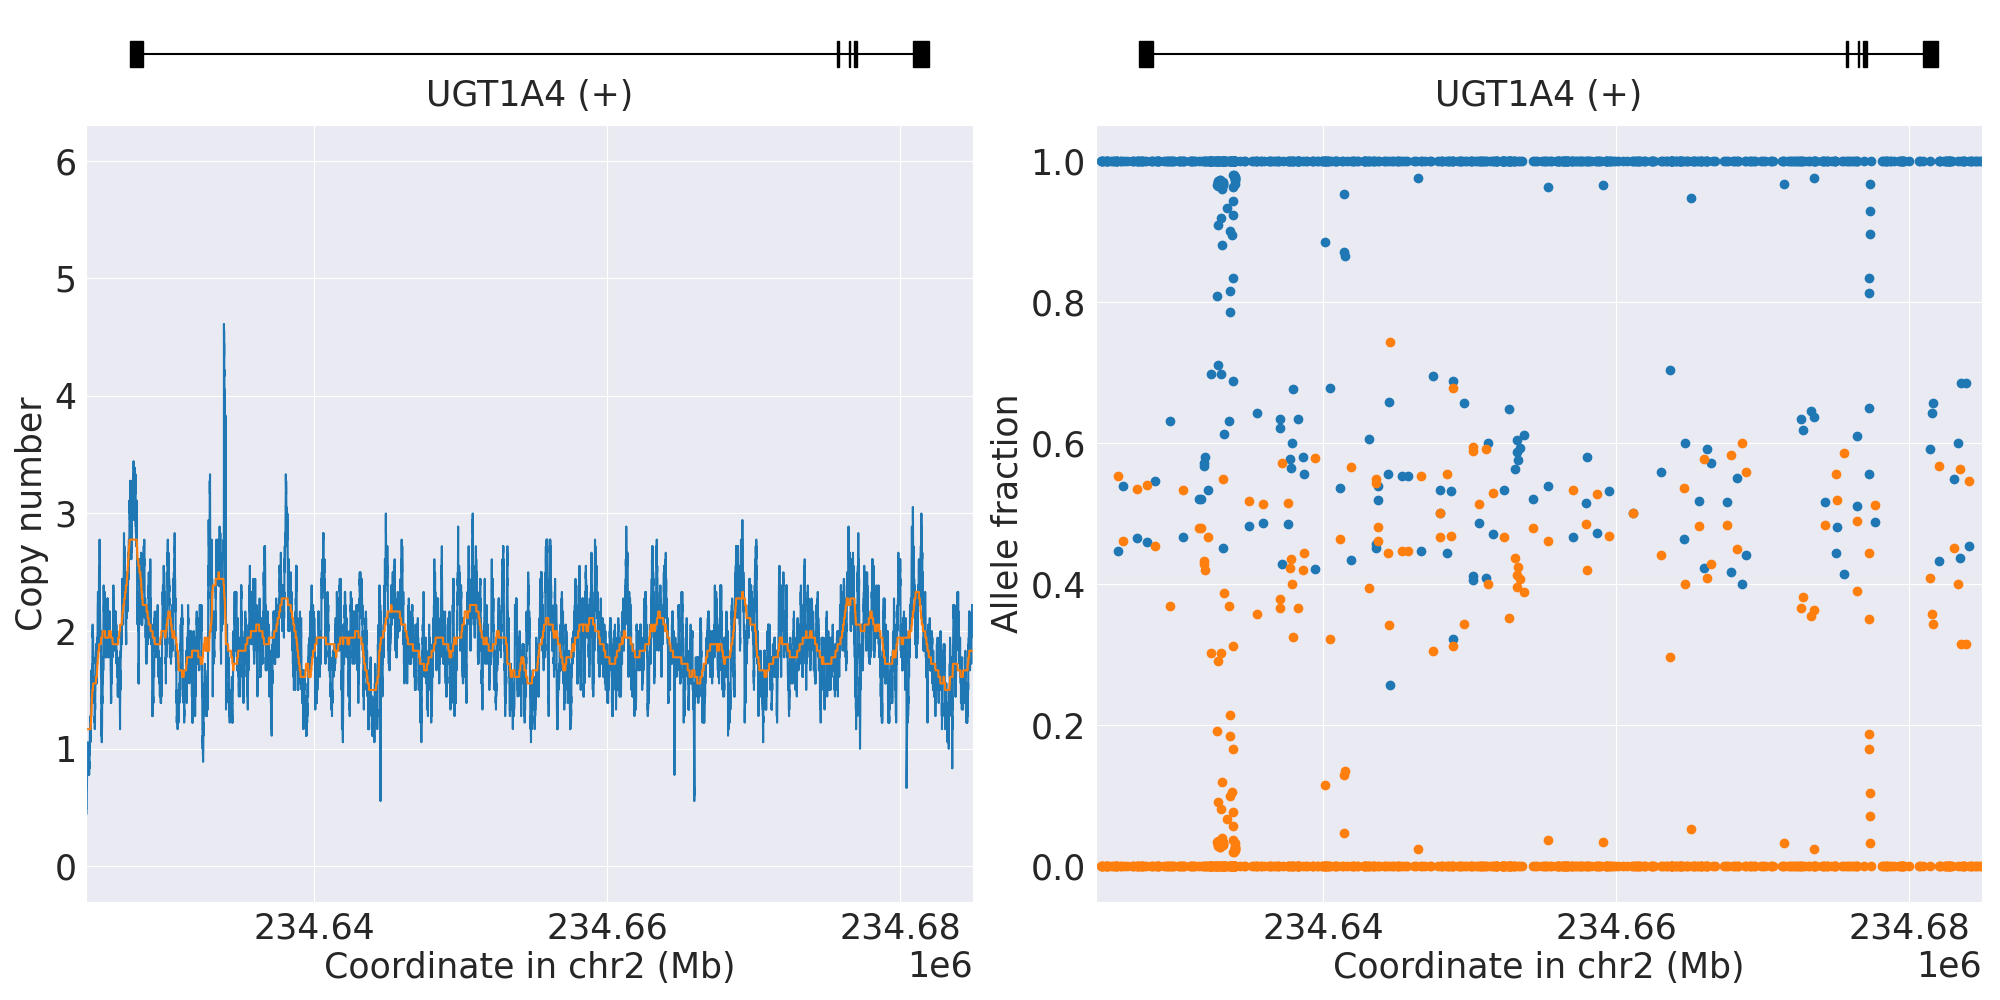 UGT1A4 (+)
Copy number
6
5
4
3
2
1
0
234.64
234.66
234.68
Coordinate in chr2 (Mb)
1e6
UGT1A4 (+)
Allele fraction
1.0
0.8
0.6
0.4
0.2
0.0
234.64
234.66
234.68
Coordinate in chr2 (Mb)
1e6